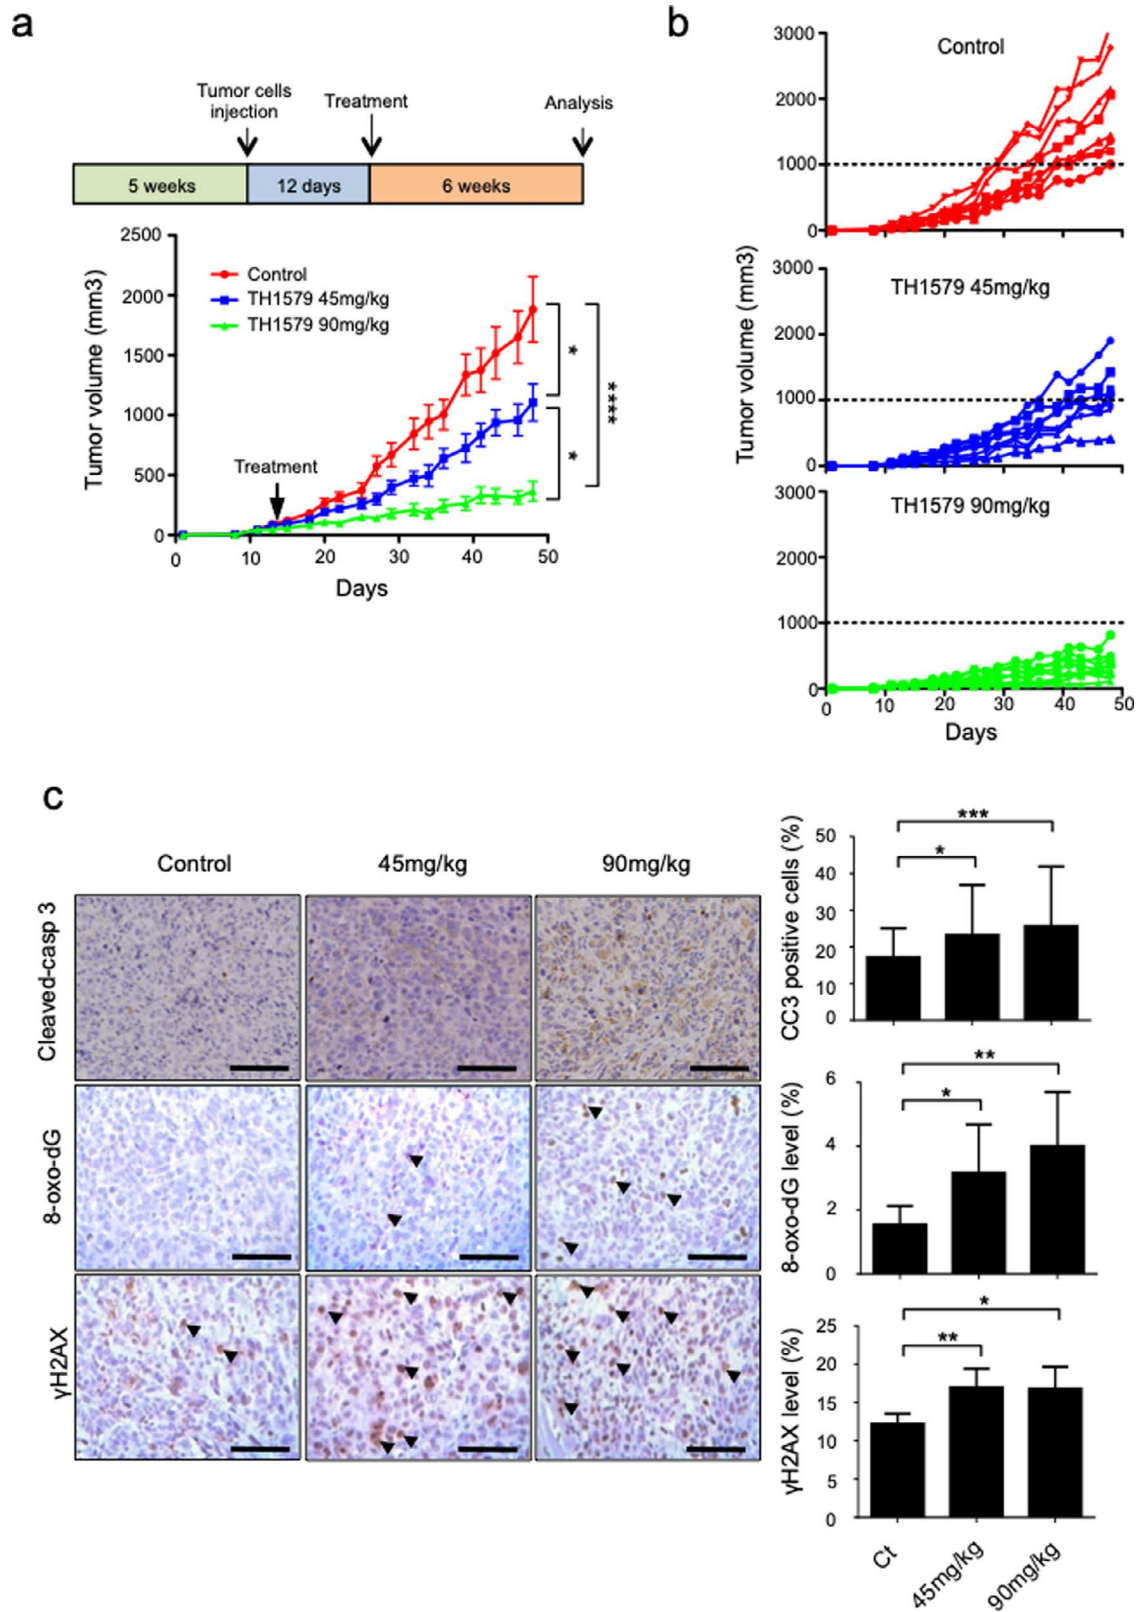 a
Tumor cells
injection
Treatment
Analysis
5 weeks
12 days
6 weeks
2500
2000
1500
1000
500
0
Tumor volume (mm3)
Control
TH1579 45mg/kg
TH1579 90mg/kg
Treatment
*
*
****
0
10
20
30
40
50
Days
b
3000
2000
1000
0
Control
3000
2000
1000
0
TH1579 45mg/kg
Tumor volume (mm3)
3000
2000
1000
0
TH1579 90mg/kg
0
10
20
30
40
50
Days
c
Control
45mg/kg
90mg/kg
Cleaved-casp 3
8-oxo-dG
γH2AX
CC3 positive cells (%)
50
40
30
20
10
0
*
***
8-oxo-dG level (%)
6
4
2
0
*
**
γH2AX level (%)
25
20
15
10
5
0
**
*
Ct
45mg/kg
90mg/kg